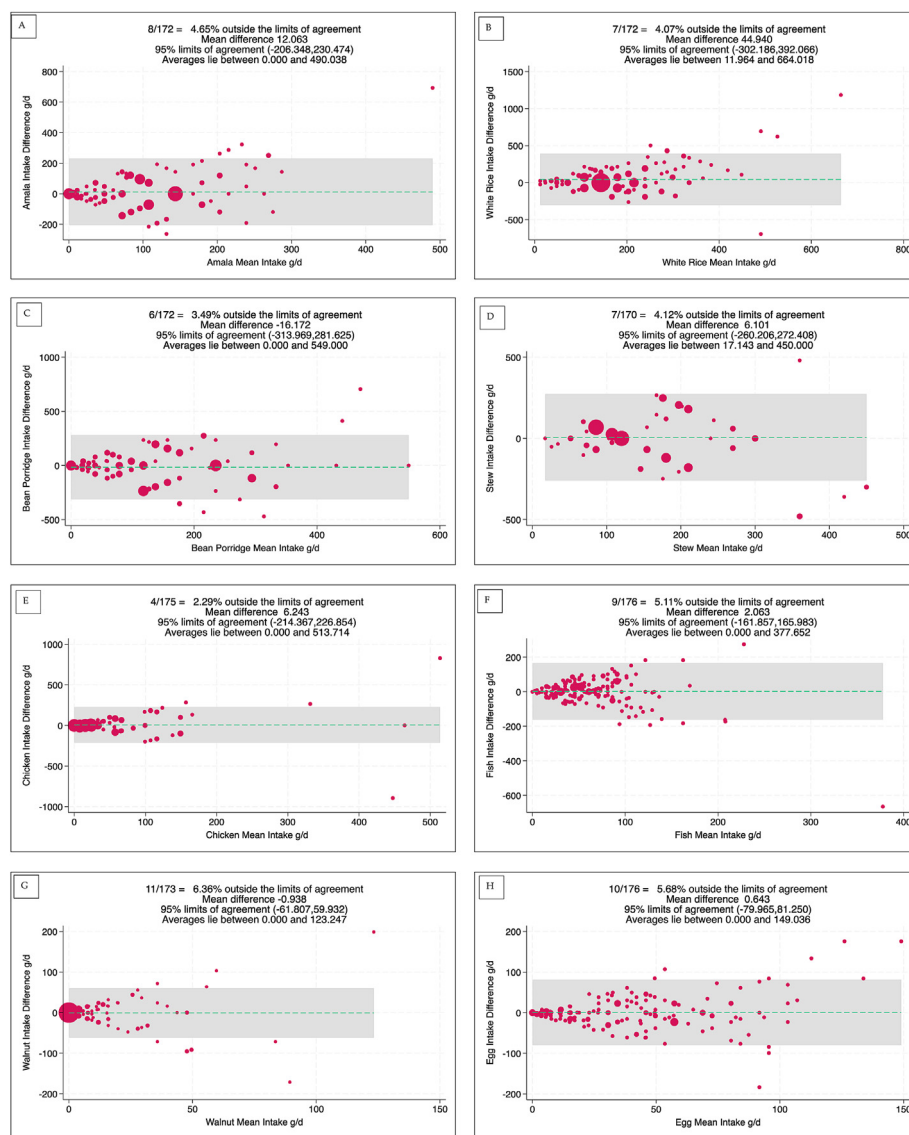 A
8/172 = 4.65% outside the limits of agreement
Mean difference 12.063
95% limits of agreement (-206.348,230.474)
Averages lie between 0.000 and 490.038
Amala Intake Difference g/d
800
600
400
200
0
-200
0 100 200 300 400 500
Amala Mean Intake g/d
B
7/172 = 4.07% outside the limits of agreement
Mean difference 44.940
95% limits of agreement (-302.186,392.066)
Averages lie between 11.964 and 664.018
White Rice Intake Difference g/d
1500
1000
500
0
-500
0 200 400 600 800
White Rice Mean Intake g/d
C
6/172 = 3.49% outside the limits of agreement
Mean difference -16.172
95% limits of agreement (-313.969,281.625)
Averages lie between 0.000 and 549.000
Bean Porridge Intake Difference g/d
1000
500
0
-500
0 200 400 600
Bean Porridge Mean Intake g/d
D
7/170 = 4.12% outside the limits of agreement
Mean difference 6.101
95% limits of agreement (-260.206,272.408)
Averages lie between 17.143 and 450.000
Stew Intake Difference g/d
500
0
-500
0 100 200 300 400 500
Stew Mean Intake g/d
E
4/175 = 2.29% outside the limits of agreement
Mean difference 6.243
95% limits of agreement (-214.367,226.854)
Averages lie between 0.000 and 513.714
Chicken Intake Difference g/d
1000
500
0
-500
-1000
0 100 200 300 400 500
Chicken Mean Intake g/d
F
9/176 = 5.11% outside the limits of agreement
Mean difference 2.063
95% limits of agreement (-161.857,165.983)
Averages lie between 0.000 and 377.652
Fish Intake Difference g/d
200
0
-200
-400
-600
0 100 200 300 400
Fish Mean Intake g/d
G
11/173 = 6.36% outside the limits of agreement
Mean difference -0.938
95% limits of agreement (-61.807,59.932)
Averages lie between 0.000 and 123.247
Walnut Intake Difference g/d
200
100
0
-100
-200
0 50 100 150
Walnut Mean Intake g/d
H
10/176 = 5.68% outside the limits of agreement
Mean difference 0.643
95% limits of agreement (-79.965,81.250)
Averages lie between 0.000 and 149.036
Egg Intake Difference g/d
200
100
0
-100
-200
0 50 100 150
Egg Mean Intake g/d